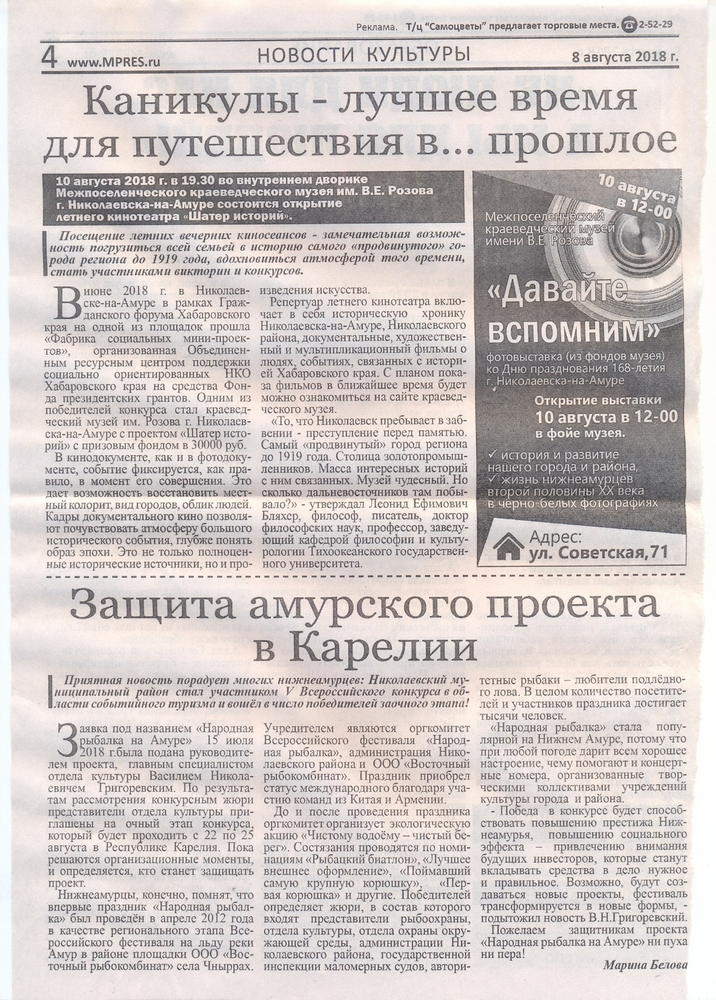 Реклама. Т/ц “Самоцветы” предлагает торговые места. 2-52-29
4 www.MPRES.ru НОВОСТИ КУЛЬТУРЫ 8 августа 2018 г.
Каникулы - лучшее время
для путешествия в... прошлое
10 августа 2018 г. в 19.30 во внутреннем дворике
Межпоселенческого краеведческого музея им. В.Е. Розова
г. Николаевска-на-Амуре состоится открытие
летнего кинотеатра «Шатер историй».
Посещение летних вечерних киносеансов - замечательная возмож-
ность погрузиться всей семьей в историю самого «продвинутого» го-
рода региона до 1919 года, вдохновиться атмосферой того времени,
стать участниками викторин и конкурсов.
В июне 2018 г. в Николаев-
ске-на-Амуре в рамках Граж-
данского форума Хабаровского
края на одной из площадок прошла
«Фабрика социальных мини-проек-
тов», организованная Объединен-
ным ресурсным центром поддержки
социально ориентированных НКО
Хабаровского края на средства Фон-
да президентских грантов. Одним из
победителей конкурса стал краевед-
ческий музей им. Розова г. Николаев-
ска-на-Амуре с проектом «Шатер исто-
рий» с призовым фондом в 30000 руб.
В кинодокументе, как и в фотодоку-
менте, событие фиксируется, как пра-
вило, в момент его совершения. Это
дает возможность восстановить мест-
ный колорит, вид городов, облик людей.
Кадры документального кино позволя-
ют почувствовать атмосферу большого
исторического события, глубже понять
образ эпохи. Это не только полноцен-
ные исторические источники, но и про-
изведения искусства.
Репертуар летнего кинотеатра вклю-
чает в себя историческую хронику
Николаевска-на-Амуре, Николаевского
района, документальные, художествен-
ный и мультипликационный фильмы о
людях, событиях, связанных с истори-
ей Хабаровского края. С планом пока-
за фильмов в ближайшее время будет
можно ознакомиться на сайте краевед-
ческого музея.
«То, что Николаевск пребывает в заб-
вении - преступление перед памятью.
Самый «продвинутый» город региона
до 1919 года. Столица золотопромыш-
ленников. Масса интересных историй
с ним связанных. Музей чудесный. Но
сколько дальневосточников там побы-
вало?» - утверждал Леонид Ефимович
Бляхер, философ, писатель, доктор
философских наук, профессор, заведу-
ющий кафедрой философии и культу-
рологии Тихоокеанского государствен-
ного университета.
10 августа
в 12-00
Межпоселенческий
краеведческий музей
имени В.Е. Розова
«Давайте
вспомним»
фотовыставка (из фондов музея)
ко Дню празднования 168-летия
г. Николаевска-на-Амуре
Открытие выставки
10 августа в 12-00
в фойе музея.
✓ история и развитие
нашего города и района,
✓ жизнь нижнеамурцев
второй половины XX века
в черно-белых фотографиях
Адрес:
ул. Советская,71
Защита амурского проекта
в Карелии
Приятная новость порадует многих нижнеамурцев: Николаевский му-
ниципальный район стал участником V Всероссийского конкурса в об-
ласти событийного туризма и вошёл в число победителей заочного этапа!
Заявка под названием «Народная
рыбалка на Амуре» 15 июля
2018 г.была подана руководите-
лем проекта, главным специалистом
отдела культуры Василием Никола-
евичем Григоревским. По результа-
там рассмотрения конкурсным жюри
представители отдела культуры при-
глашены на очный этап конкурса,
который будет проходить с 22 по 25
августа в Республике Карелия. Пока
решаются организационные моменты,
и определяется, кто станет защищать
проект.
Нижнеамурцы, конечно, помнят, что
впервые праздник «Народная рыбал-
ка» был проведён в апреле 2012 года
в качестве регионального этапа Все-
российского фестиваля на льду реки
Амур в районе площадки ООО «Вос-
точный рыбокомбинат» села Чныррах.
Учредителем являются оргкомитет
Всероссийского фестиваля «Народ-
ная рыбалка», администрация Нико-
лаевского района и ООО «Восточный
рыбокомбинат». Праздник приобрел
статус международного благодаря уча-
стию команд из Китая и Армении.
До и после проведения праздника
оргкомитет организует экологическую
акцию «Чистому водоёму – чистый бе-
рег». Состязания проводятся по номи-
нациям «Рыбацкий биатлон», «Лучшее
внешнее оформление», «Поймавший
самую крупную корюшку», «Пер-
вая корюшка» и другие. Победителей
определяет жюри, в состав которого
входят представители рыбоохраны,
отдела культуры, отдела охраны окру-
жающей среды, администрации Ни-
колаевского района, государственной
инспекции маломерных судов, автори-
тетные рыбаки – любители подлёдно-
го лова. В целом количество посетите-
лей и участников праздника достигает
тысячи человек.
«Народная рыбалка» стала попу-
лярной на Нижнем Амуре, потому что
при любой погоде дарит всем хорошее
настроение, чему помогают и концерт-
ные номера, организованные твор-
ческими коллективами учреждений
культуры города и района.
- Победа в конкурсе будет способ-
ствовать повышению престижа Ниж-
неамурья, повышению социального
эффекта – привлечению внимания
будущих инвесторов, которые станут
вкладывать средства в дело нужное
и правильное. Возможно, будут соз-
даваться новые проекты, фестиваль
трансформируется в новые формы, -
подытожил новость В.Н.Григоревский.
Пожелаем защитникам проекта
«Народная рыбалка на Амуре» ни пуха
ни пера!
Марина Белова